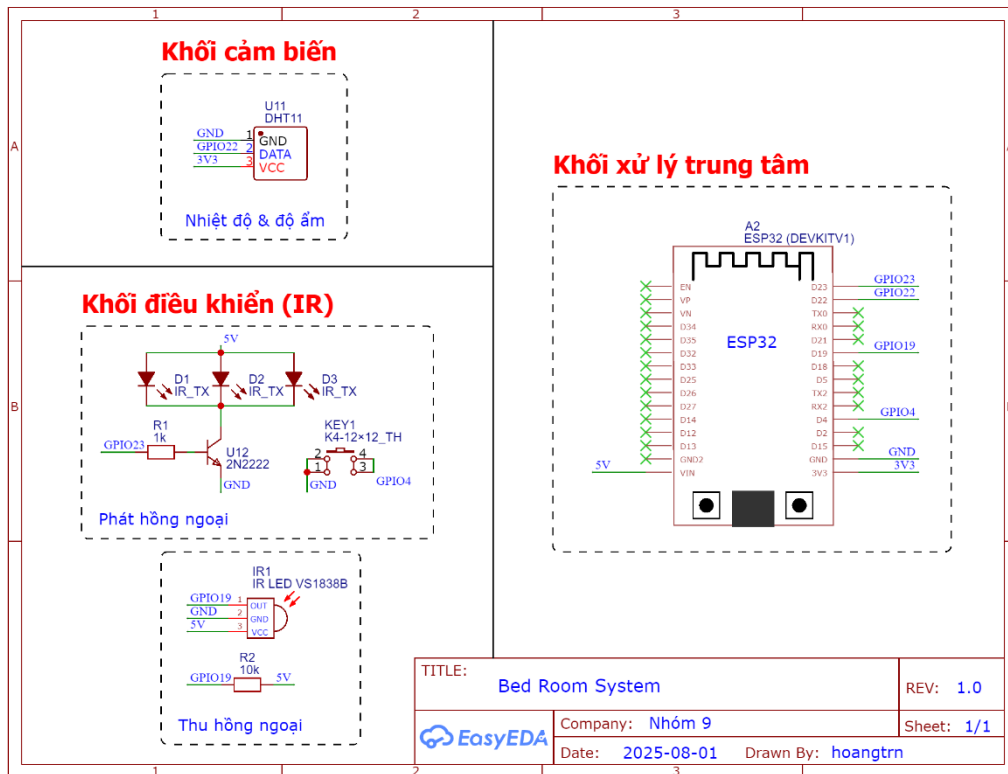 1
2
3
A
B
Khối cảm biến
U11
DHT11
GND 1 GND
GPIO22 2 DATA
3V3 3 VCC
Nhiệt độ & độ ẩm
Khối điều khiển (IR)
5V
D1
IR_TX
D2
IR_TX
D3
IR_TX
R1
1k
GPIO23
U12
2N2222
GND
KEY1
K4-12×12_TH
2 4
1 3
GND
GPIO4
Phát hồng ngoại
IR1
IR LED VS1838B
GPIO19 1 OUT
GND 2 GND
5V 3 VCC
R2
10k
GPIO19 5V
Thu hồng ngoại
Khối xử lý trung tâm
A2
ESP32 (DEVKITV1)
ESP32
EN D23 GPIO23
VP D22 GPIO22
VN TX0
D34 RX0
D35 D21
D32 D19 GPIO19
D33 D18
D25 D5
D26 TX2
D27 RX2
D14 D4 GPIO4
D12 D2
D13 D15
GND2 GND GND
5V VIN 3V3 3V3
TITLE:
Bed Room System
REV: 1.0
EasyEDA
Company: Nhóm 9
Sheet: 1/1
Date: 2025-08-01 Drawn By: hoangtrn
1
2
3